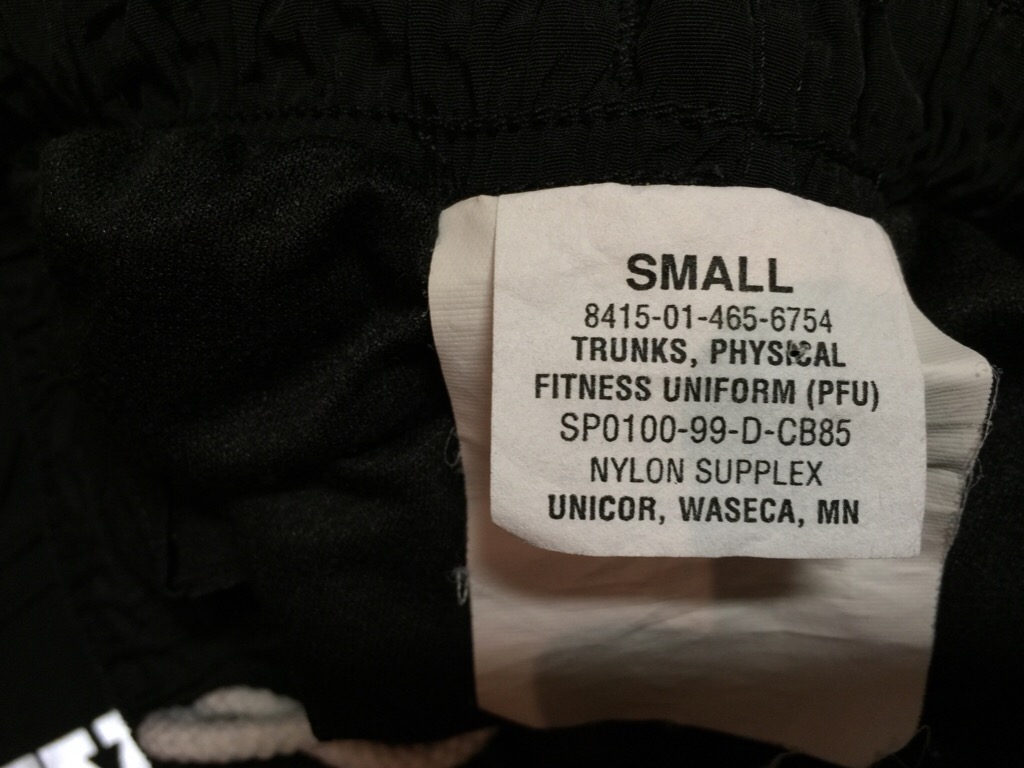 SMALL
8415-01-465-6754
TRUNKS, PHYSICAL
FITNESS UNIFORM (PFU)
SP0100-99-D-CB85
NYLON SUPPLEX
UNICOR, WASECA, MN